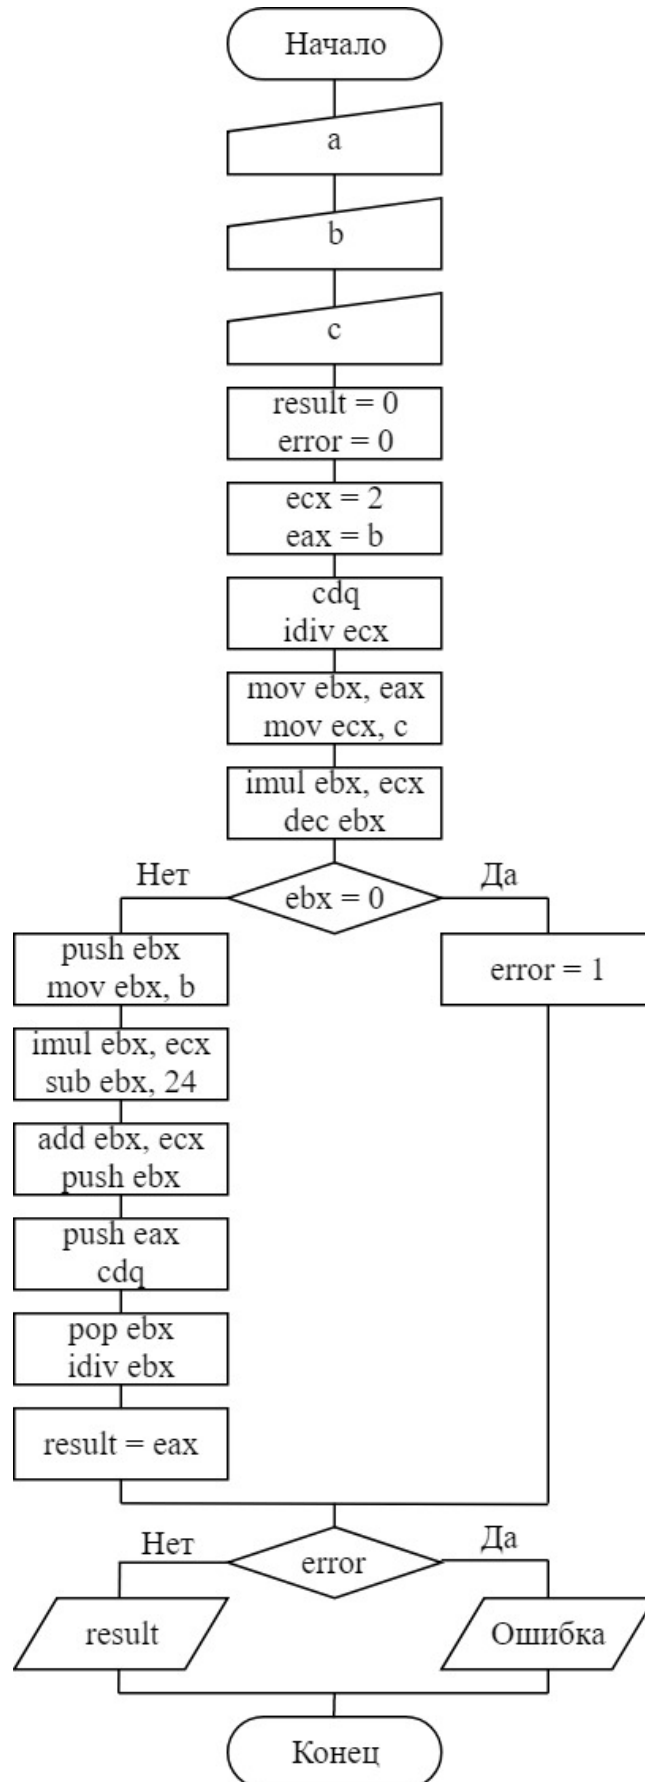 Начало
a
b
c
result = 0
error = 0
ecx = 2
eax = b
cdq
idiv ecx
mov ebx, eax
mov ecx, c
imul ebx, ecx
dec ebx
Нет
ebx = 0
Да
push ebx
mov ebx, b
imul ebx, ecx
sub ebx, 24
add ebx, ecx
push ebx
push eax
cdq
pop ebx
idiv ebx
result = eax
error = 1
Нет
error
Да
result
Ошибка
Конец